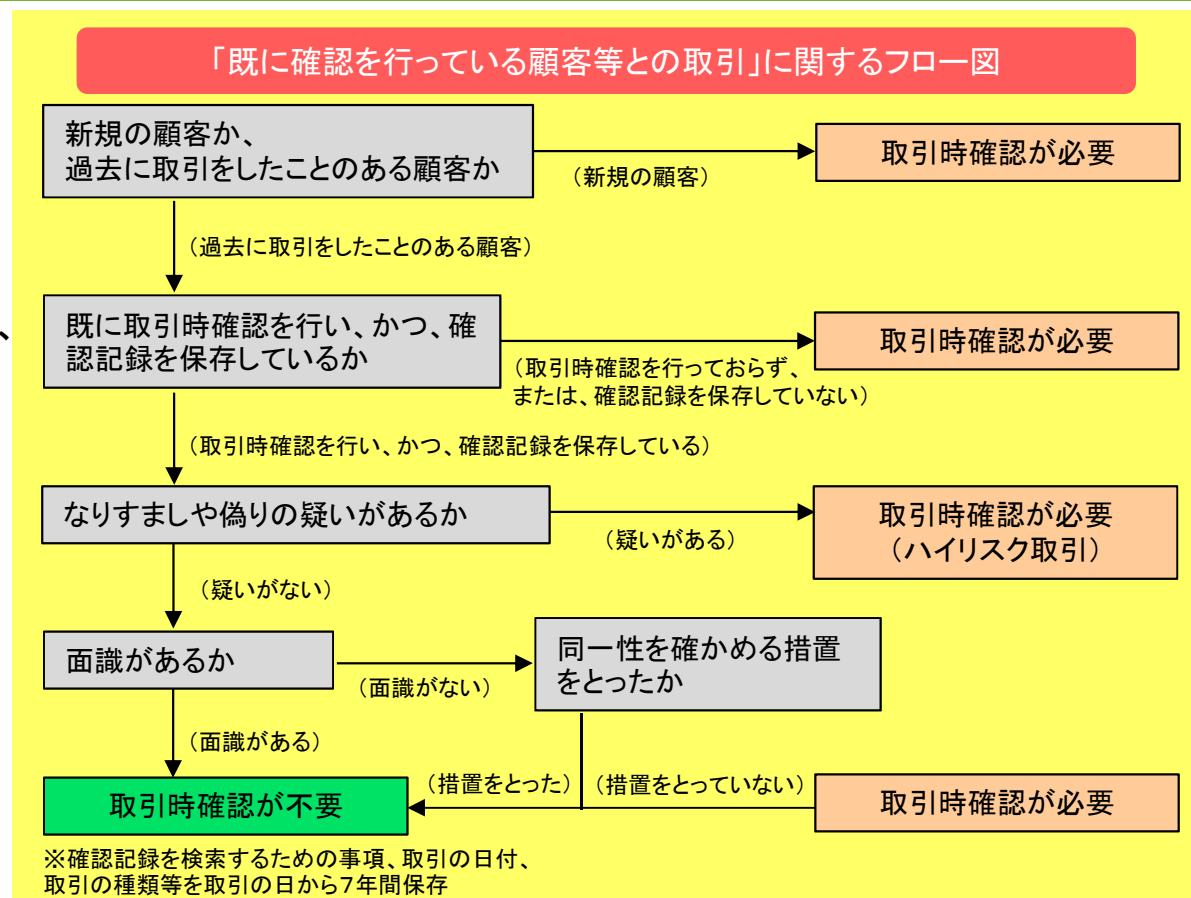 「既に確認を行っている顧客等との取引」に関するフロー図
新規の顧客か、
過去に取引をしたことのある顧客か
（新規の顧客）
取引時確認が必要
（過去に取引をしたことのある顧客）
、
既に取引時確認を行い、かつ、確
認記録を保存しているか
（取引時確認を行っておらず、
または、確認記録を保存していない）
取引時確認が必要
（取引時確認を行い、かつ、確認記録を保存している）
なりすましや偽りの疑いがあるか
（疑いがある）
取引時確認が必要
（ハイリスク取引）
（疑いがない）
面識があるか
（面識がない）
同一性を確かめる措置
をとったか
（面識がある）
取引時確認が不要
（措置をとった）
（措置をとっていない）
取引時確認が必要
※確認記録を検索するための事項、取引の日付、
取引の種類等を取引の日から７年間保存